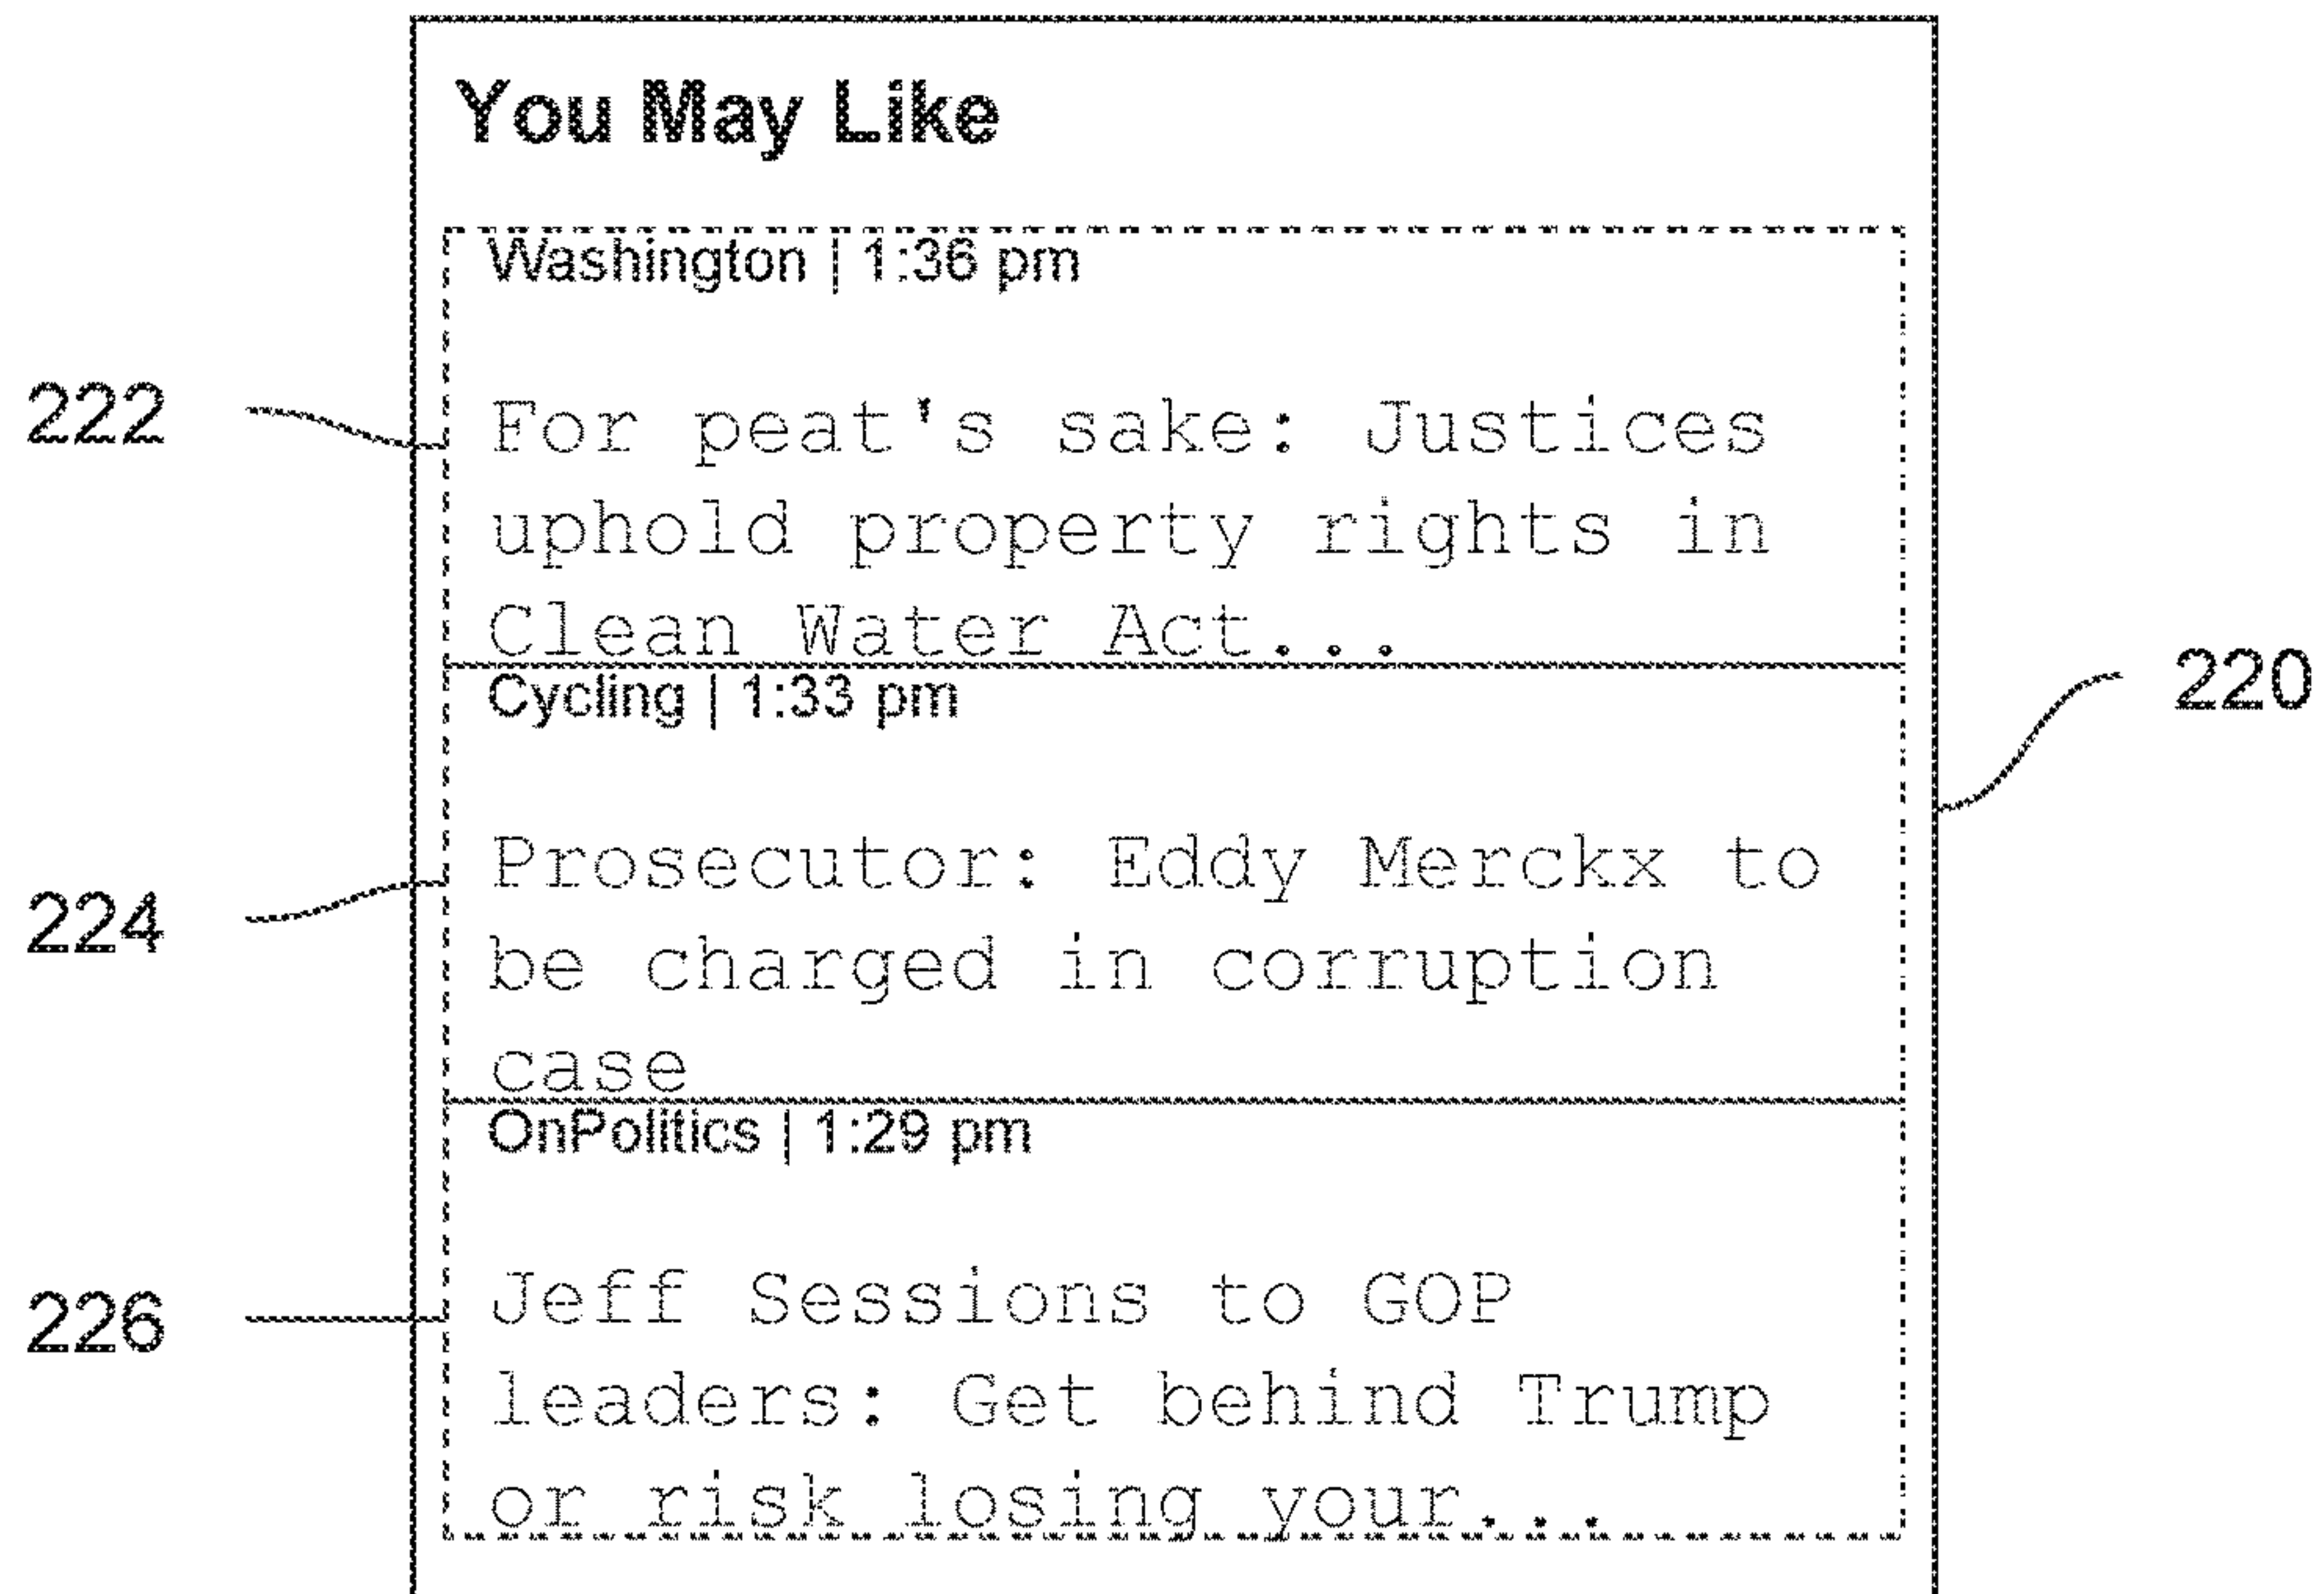 You May Like
Washington | 1:36 pm
222
For peat's sake: Justices
uphold property rights in
Clean Water Act...
220
Cycling | 1:33 pm
224
Prosecutor: Eddy Merckx to
be charged in corruption
case
OnPolitics | 1:29 pm
226
Jeff Sessions to GOP
leaders: Get behind Trump
or risk losing your...